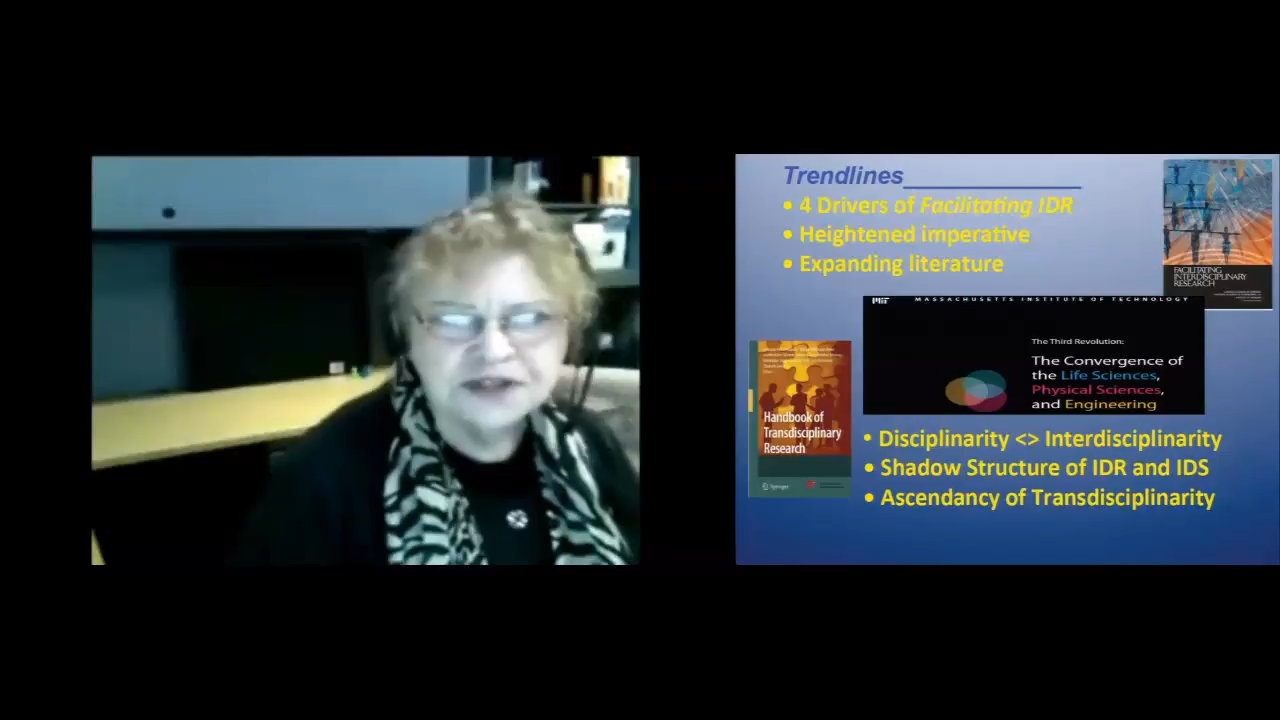 Trendlines
• 4 Drivers of Facilitating IDR
• Heightened imperative
• Expanding literature
FACILITATING
INTERDISCIPLINARY
RESEARCH
MIT MASSACHUSETTS INSTITUTE OF TECHNOLOGY
The Third Revolution:
The Convergence of
the Life Sciences,
Physical Sciences,
and Engineering
Handbook of
Transdisciplinary
Research
Springer
• Disciplinarity <> Interdisciplinarity
• Shadow Structure of IDR and IDS
• Ascendancy of Transdisciplinarity